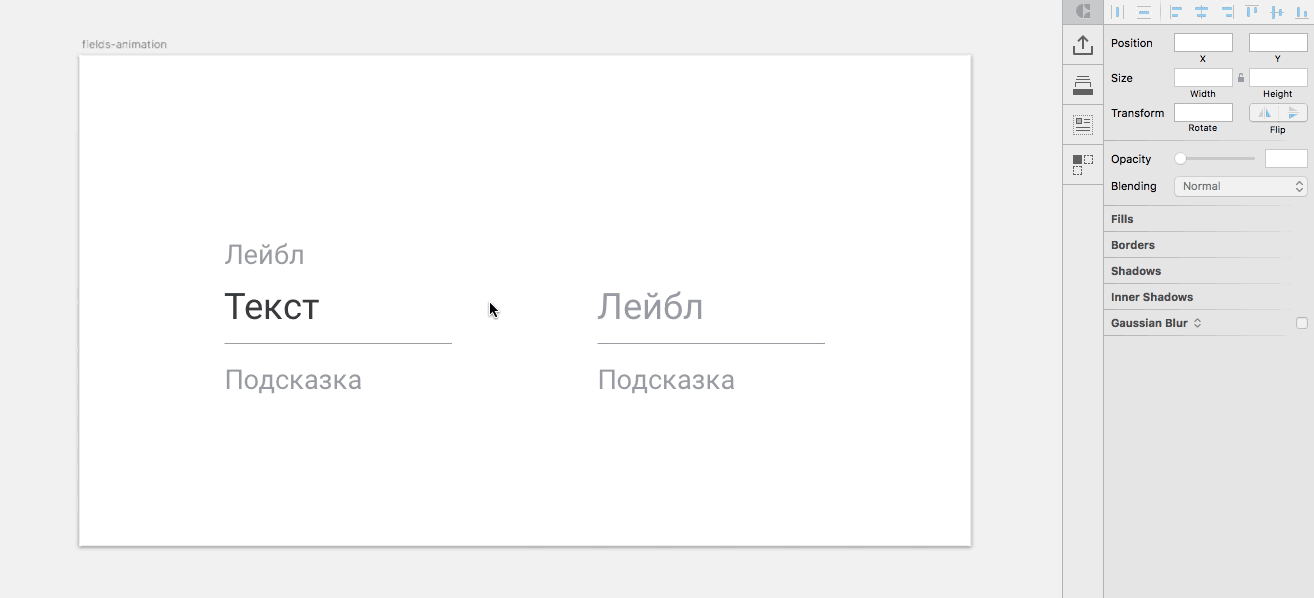 fields-animation
Лейбл
Текст
Подсказка
Лейбл
Подсказка
Position
X
Y
Size
Width
Height
Transform
Rotate
Flip
Opacity
Blending
Normal
Fills
Borders
Shadows
Inner Shadows
Gaussian Blur